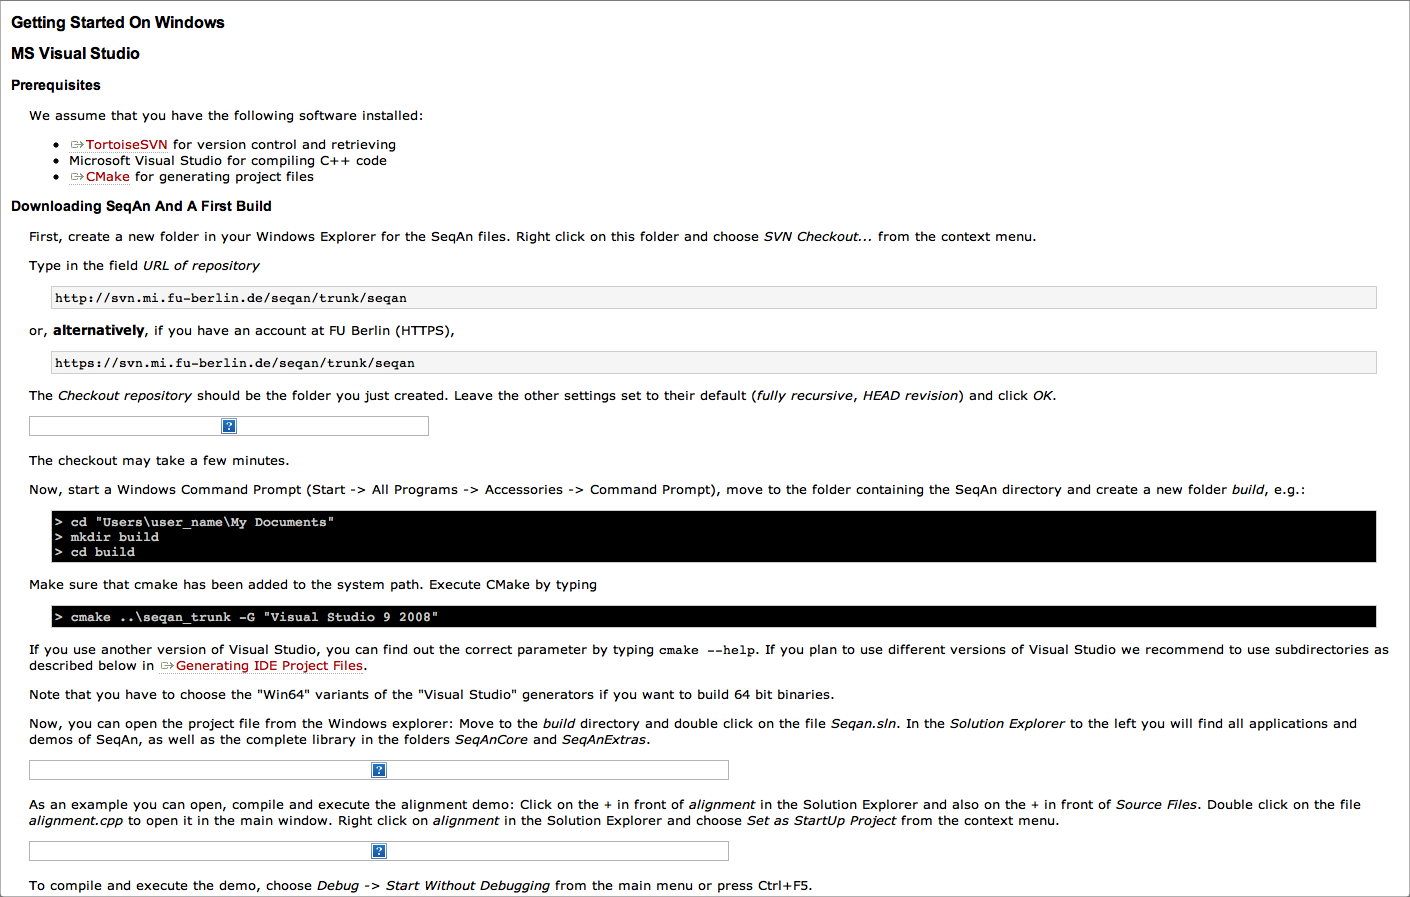 Getting Started On Windows
MS Visual Studio
Prerequisites
We assume that you have the following software installed:
• TortoiseSVN for version control and retrieving
• Microsoft Visual Studio for compiling C++ code
• CMake for generating project files
Downloading SeqAn And A First Build
First, create a new folder in your Windows Explorer for the SeqAn files. Right click on this folder and choose SVN Checkout... from the context menu.
Type in the field URL of repository
http://svn.mi.fu-berlin.de/seqan/trunk/seqan
or, alternatively, if you have an account at FU Berlin (HTTPS),
https://svn.mi.fu-berlin.de/seqan/trunk/seqan
The Checkout repository should be the folder you just created. Leave the other settings set to their default (fully recursive, HEAD revision) and click OK.
?
The checkout may take a few minutes.
Now, start a Windows Command Prompt (Start -> All Programs -> Accessories -> Command Prompt), move to the folder containing the SeqAn directory and create a new folder build, e.g.:
> cd "Users\user_name\My Documents"
> mkdir build
> cd build
Make sure that cmake has been added to the system path. Execute CMake by typing
> cmake ..\seqan_trunk -G "Visual Studio 9 2008"
If you use another version of Visual Studio, you can find out the correct parameter by typing cmake --help. If you plan to use different versions of Visual Studio we recommend to use subdirectories as
described below in Generating IDE Project Files.
Note that you have to choose the "Win64" variants of the "Visual Studio" generators if you want to build 64 bit binaries.
Now, you can open the project file from the Windows explorer: Move to the build directory and double click on the file Seqan.sln. In the Solution Explorer to the left you will find all applications and
demos of SeqAn, as well as the complete library in the folders SeqAnCore and SeqAnExtras.
?
As an example you can open, compile and execute the alignment demo: Click on the + in front of alignment in the Solution Explorer and also on the + in front of Source Files. Double click on the file
alignment.cpp to open it in the main window. Right click on alignment in the Solution Explorer and choose Set as StartUp Project from the context menu.
?
To compile and execute the demo, choose Debug -> Start Without Debugging from the main menu or press Ctrl+F5.